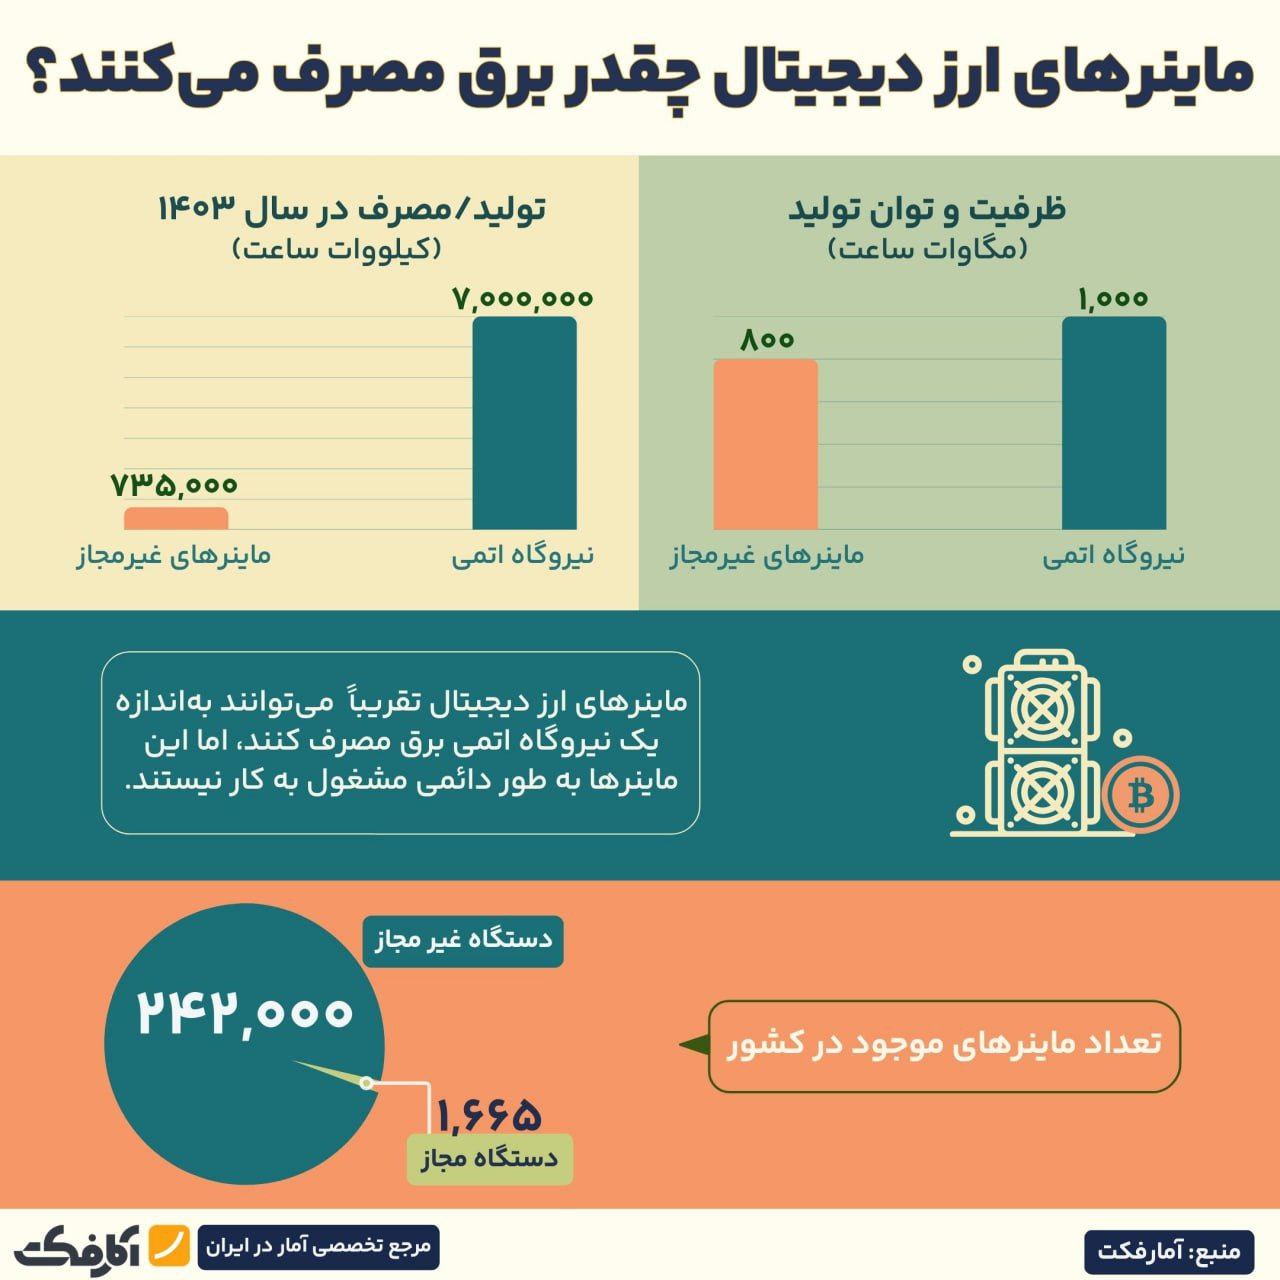 ماینرهای ارز دیجیتال چقدر برق مصرف می‌کنند؟
ظرفیت و توان تولید
(مگاوات ساعت)
۱,۰۰۰
۸۰۰
نیروگاه اتمی
ماینرهای غیرمجاز
تولید/مصرف در سال ۱۴۰۳
(کیلووات ساعت)
۷,۰۰۰,۰۰۰
۷۳۵,۰۰۰
نیروگاه اتمی
ماینرهای غیرمجاز
ماینرهای ارز دیجیتال تقریباً می‌توانند به‌اندازه
یک نیروگاه اتمی برق مصرف کنند، اما این
ماینرها به طور دائمی مشغول به کار نیستند.
تعداد ماینرهای موجود در کشور
دستگاه غیر مجاز
۲۴۲,۰۰۰
۱,۶۶۵
دستگاه مجاز
منبع: آمارفکت
مرجع تخصصی آمار در ایران
آمارفکت